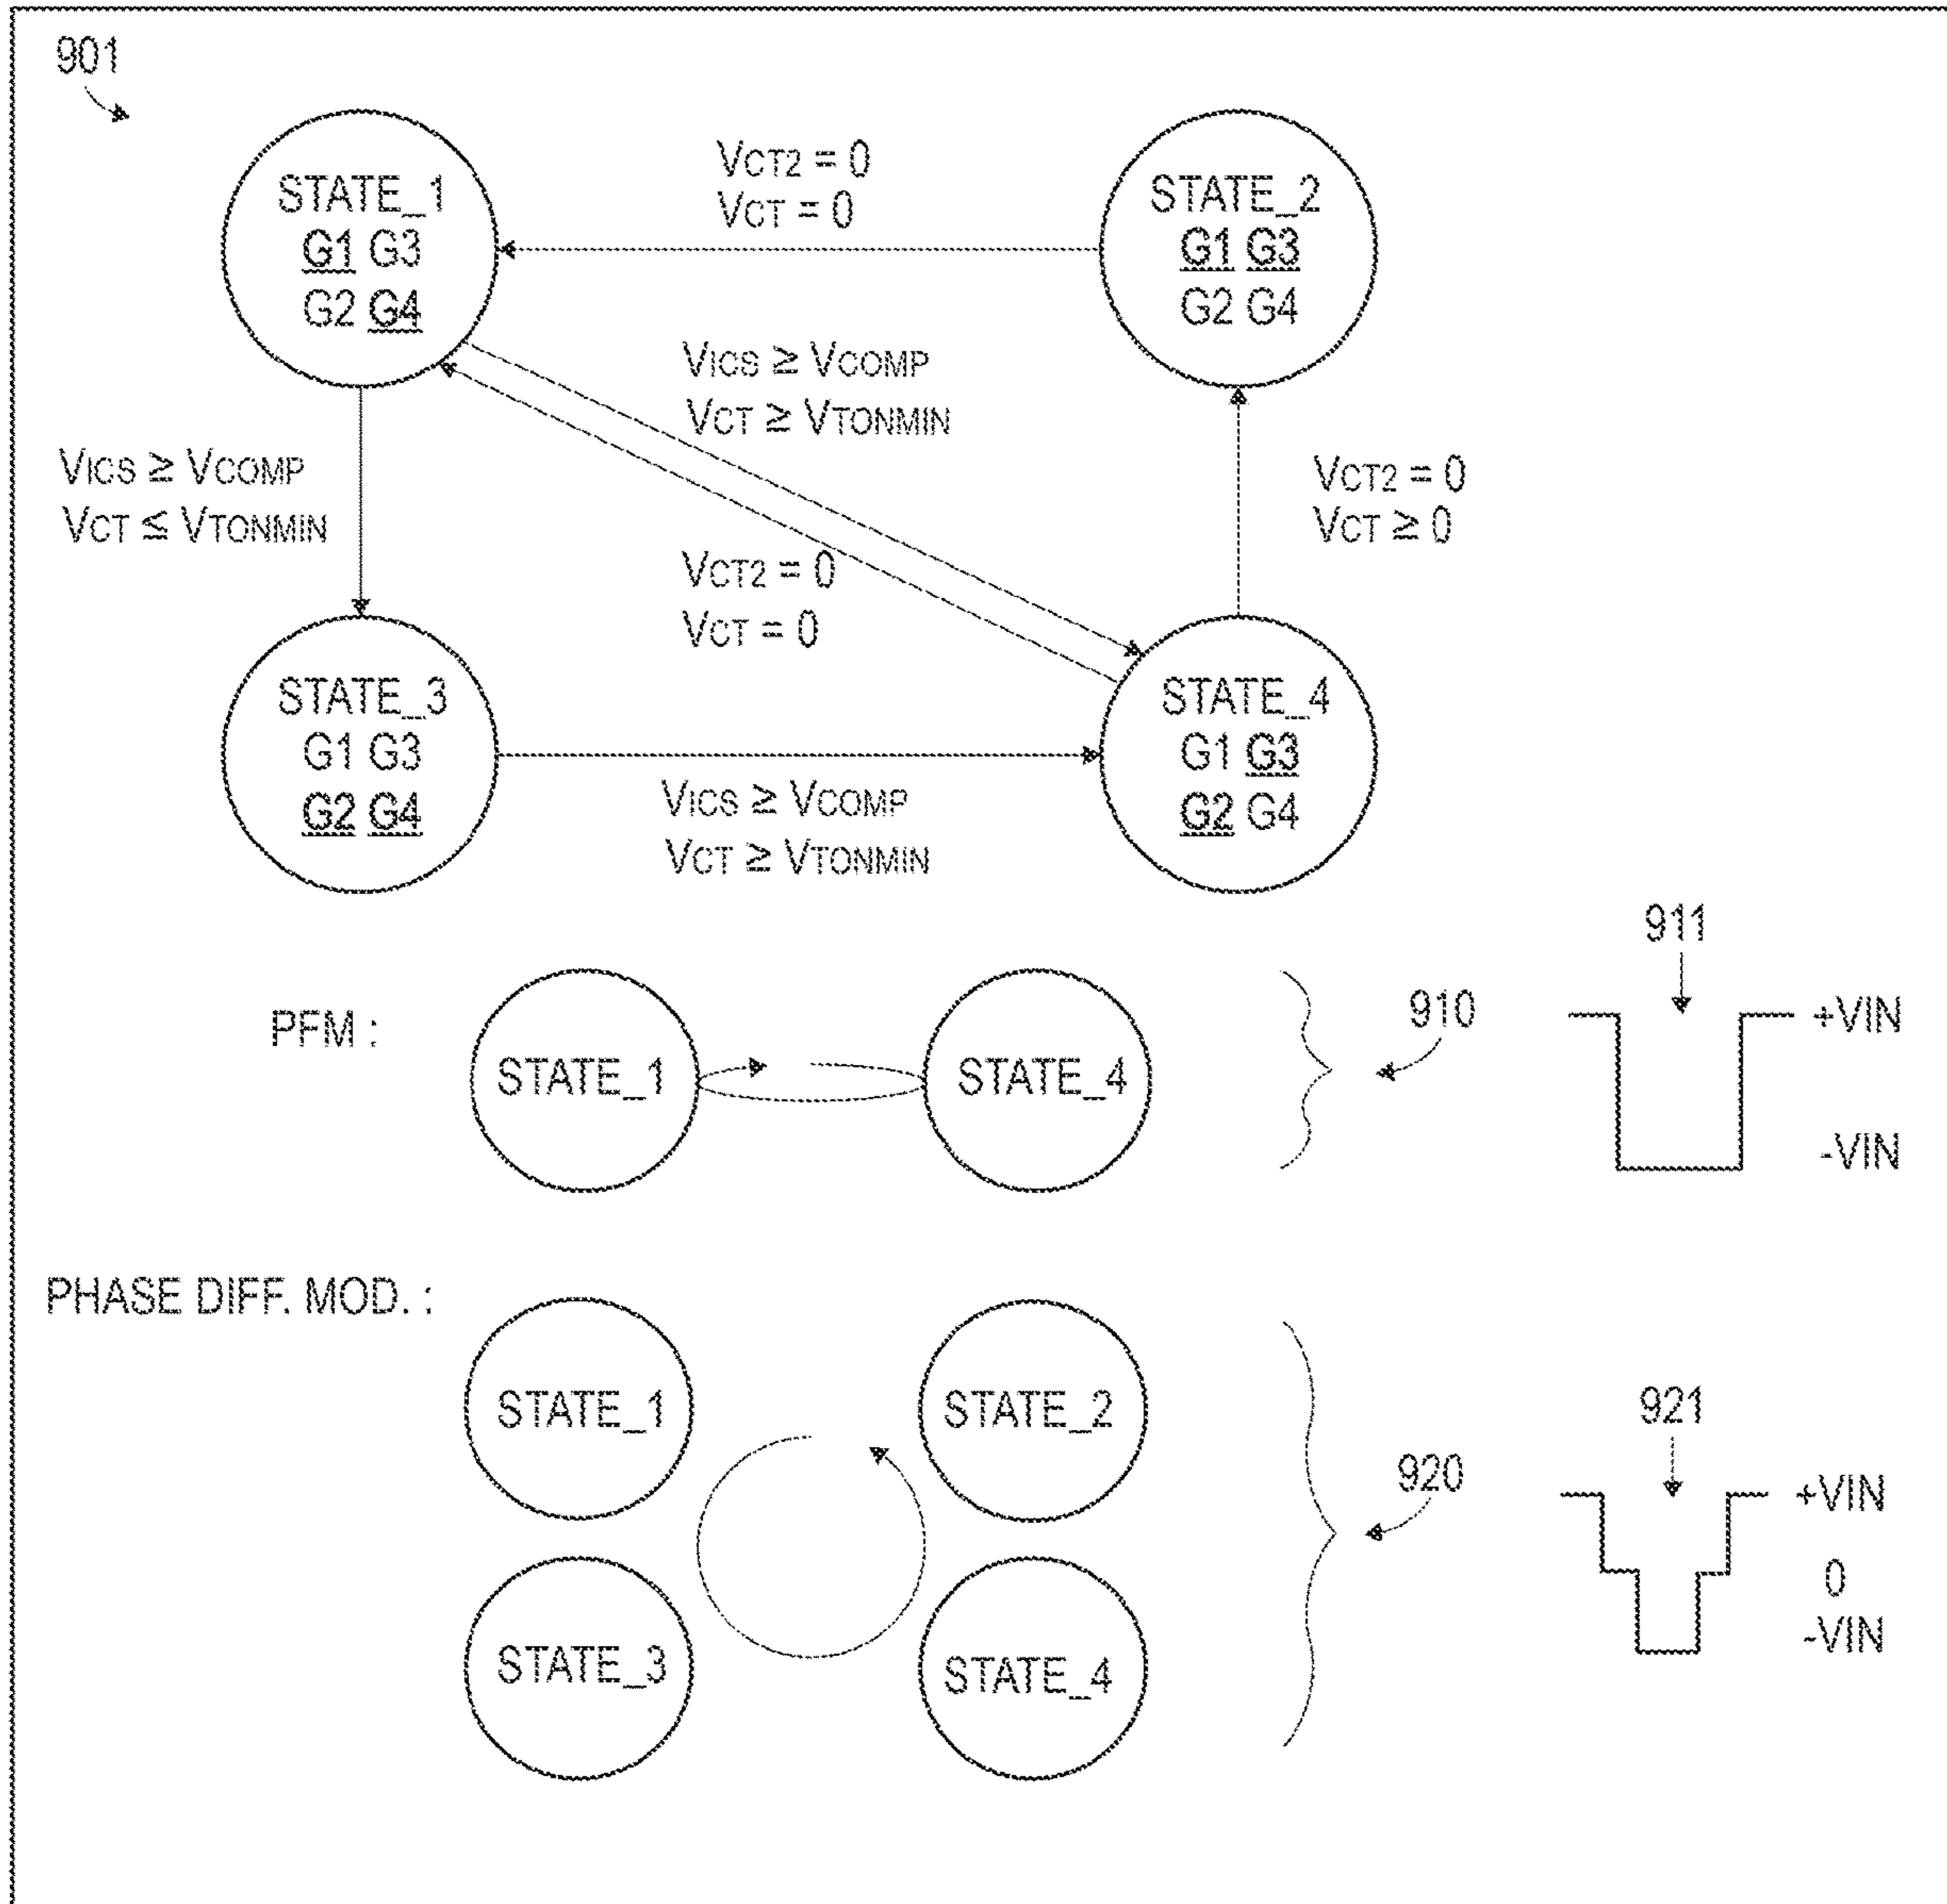 901
STATE_1
G1 G3
G2 G4
VCT2 = 0
VCT = 0
STATE_2
G1 G3
G2 G4
VICS ≥ VCOMP
VCT ≥ VTONMIN
VICS ≥ VCOMP
VCT ≤ VTONMIN
VCT2 = 0
VCT ≥ 0
VCT2 = 0
VCT = 0
STATE_3
G1 G3
G2 G4
STATE_4
G1 G3
G2 G4
VICS ≥ VCOMP
VCT ≥ VTONMIN
911
PFM :
STATE_1
STATE_4
910
+VIN
-VIN
PHASE DIFF. MOD. :
STATE_1
STATE_2
STATE_3
STATE_4
920
921
+VIN
0
-VIN